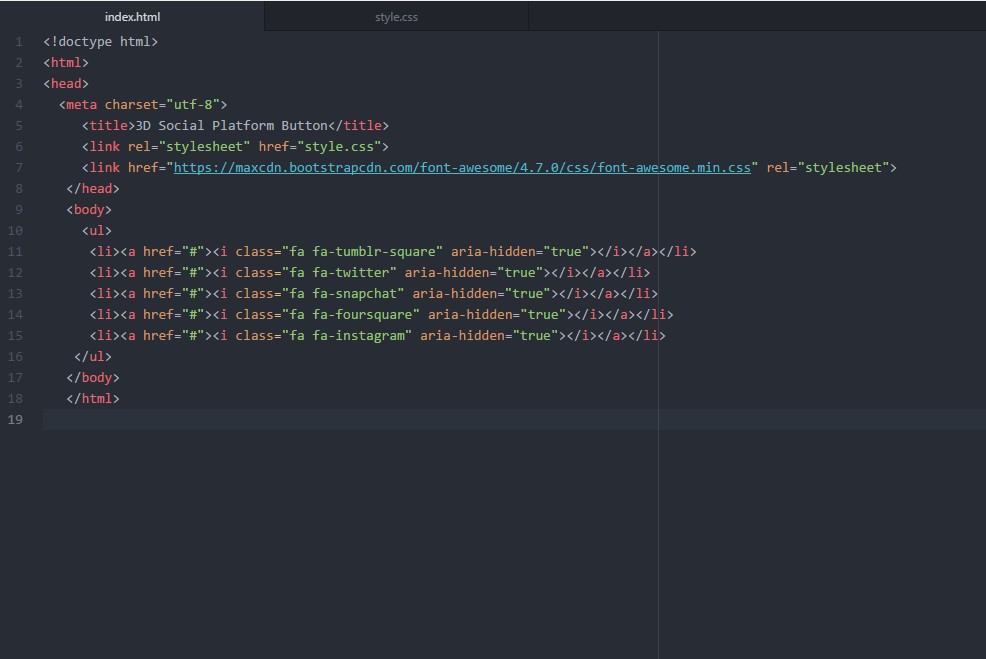 index.html
style.css
1 <!doctype html>
2 <html>
3 <head>
4 <meta charset="utf-8">
5 <title>3D Social Platform Button</title>
6 <link rel="stylesheet" href="style.css">
7 <link href="https://maxcdn.bootstrapcdn.com/font-awesome/4.7.0/css/font-awesome.min.css" rel="stylesheet">
8 </head>
9 <body>
10 <ul>
11 <li><a href="#"><i class="fa fa-tumblr-square" aria-hidden="true"></i></a></li>
12 <li><a href="#"><i class="fa fa-twitter" aria-hidden="true"></i></a></li>
13 <li><a href="#"><i class="fa fa-snapchat" aria-hidden="true"></i></a></li>
14 <li><a href="#"><i class="fa fa-foursquare" aria-hidden="true"></i></a></li>
15 <li><a href="#"><i class="fa fa-instagram" aria-hidden="true"></i></a></li>
16 </ul>
17 </body>
18 </html>
19